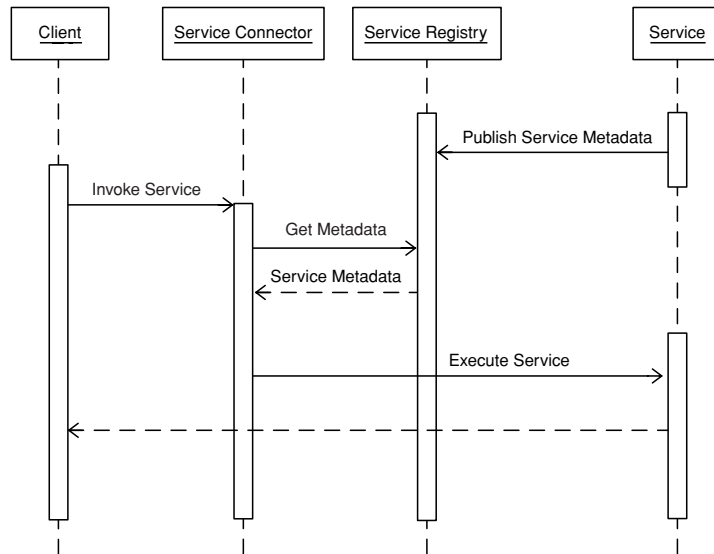 Client
Service Connector
Service Registry
Service
Publish Service Metadata
Invoke Service
Get Metadata
Service Metadata
Execute Service